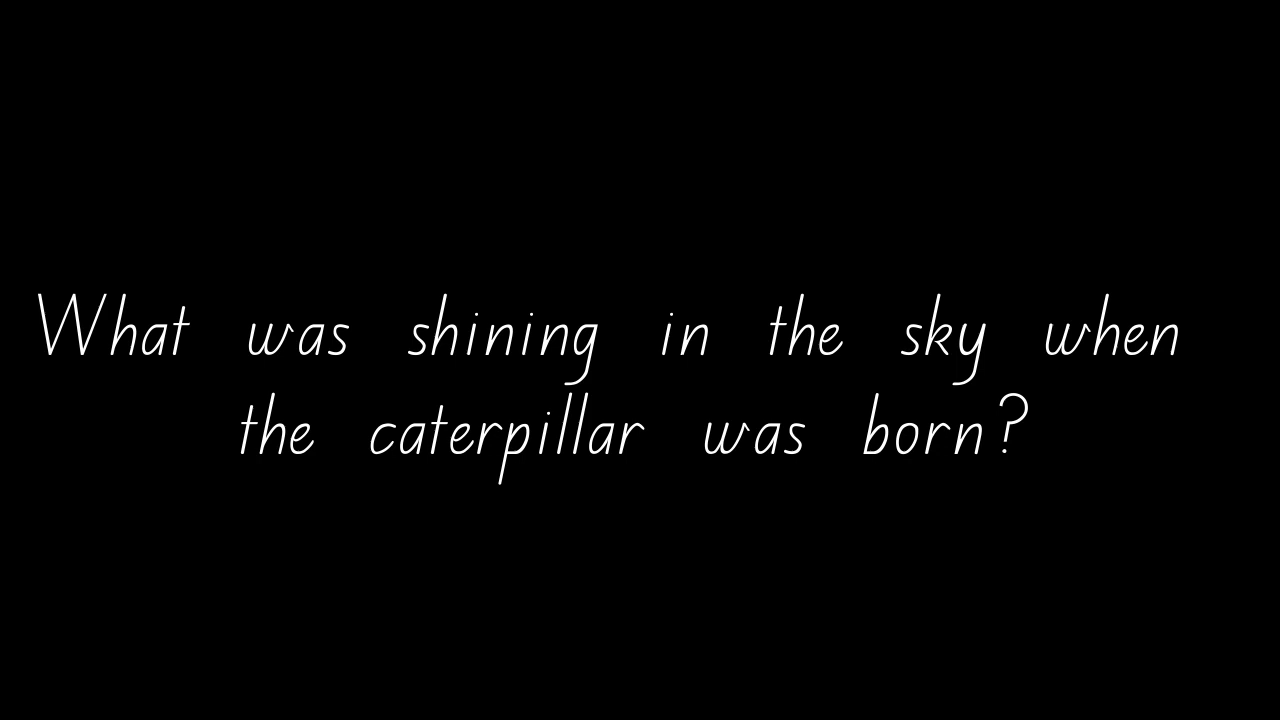 What was shining in the sky when
the caterpillar was born?